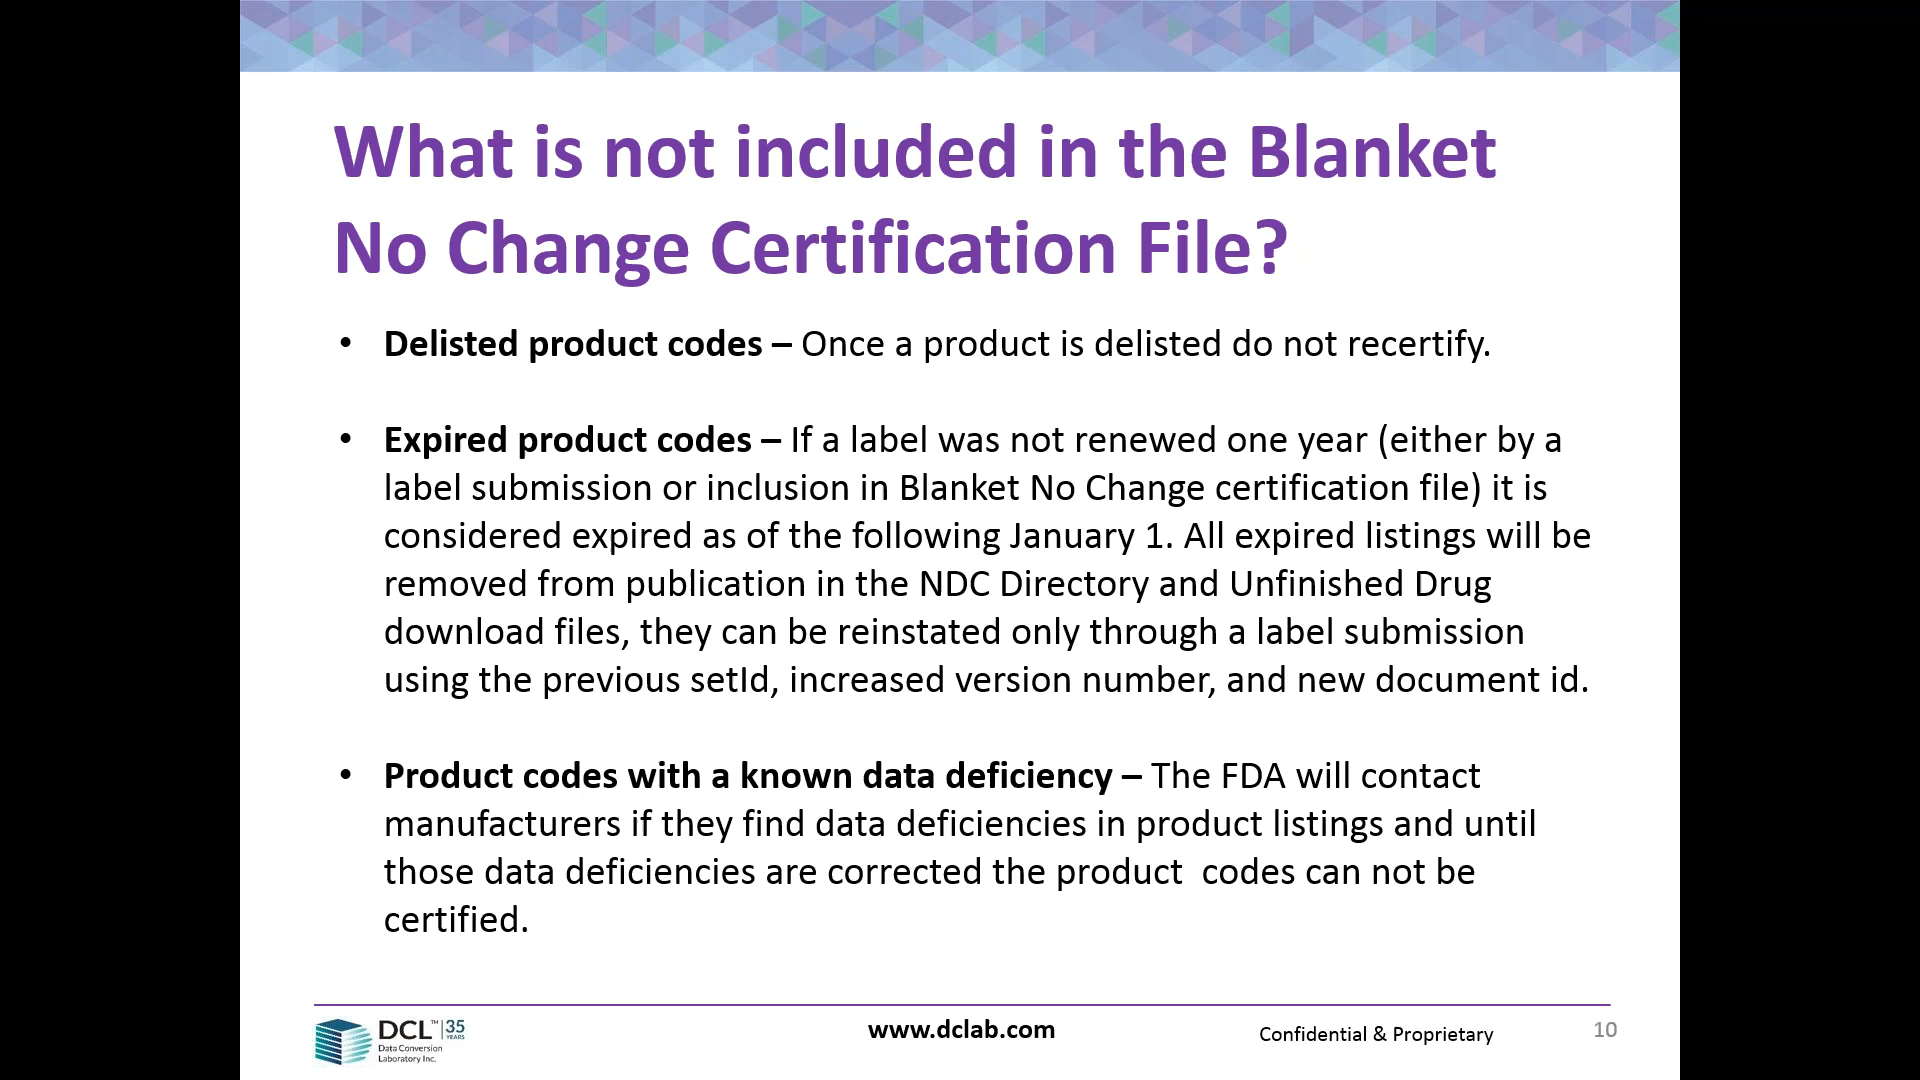 What is not included in the Blanket
No Change Certification File?
• Delisted product codes – Once a product is delisted do not recertify.
• Expired product codes – If a label was not renewed one year (either by a
label submission or inclusion in Blanket No Change certification file) it is
considered expired as of the following January 1. All expired listings will be
removed from publication in the NDC Directory and Unfinished Drug
download files, they can be reinstated only through a label submission
using the previous setId, increased version number, and new document id.
• Product codes with a known data deficiency – The FDA will contact
manufacturers if they find data deficiencies in product listings and until
those data deficiencies are corrected the product  codes can not be
certified.
DCL™ | 35 YEARS
Data Conversion
Laboratory Inc.
www.dclab.com
Confidential & Proprietary
10